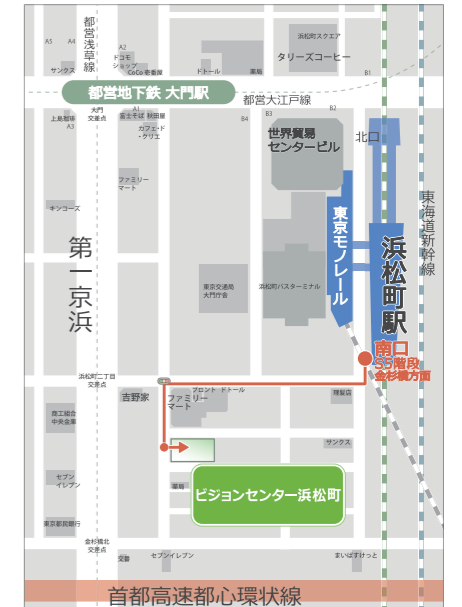 都営浅草線
A5
A4
A2
ドコモ
ショップ
サンクス
CoCo壱番屋
ドトール
薬局
浜松町スクエア
タリーズコーヒー
B1
都営地下鉄 大門駅
都営大江戸線
大門
交差点
上島珈琲
A3
A1
富士そば 秋田屋
カフェ・ド
・クリエ
B4
B3
B2
世界貿易
センタービル
北口
ファミリー
マート
キンコーズ
第一京浜
東京モノレール
浜松町駅
東海道新幹線
東京交通局
大門庁舎
浜松町バスターミナル
南口
S5階段
金杉橋方面
浜松町二丁目
交差点
吉野家
ファミリー
マート
プロント ドトール
理髪店
商工組合
中央金庫
サンクス
セブン
イレブン
薬局
ビジョンセンター浜松町
東京都民銀行
金杉橋北
交差点
交番
セブンイレブン
まいばすけっと
首都高速都心環状線